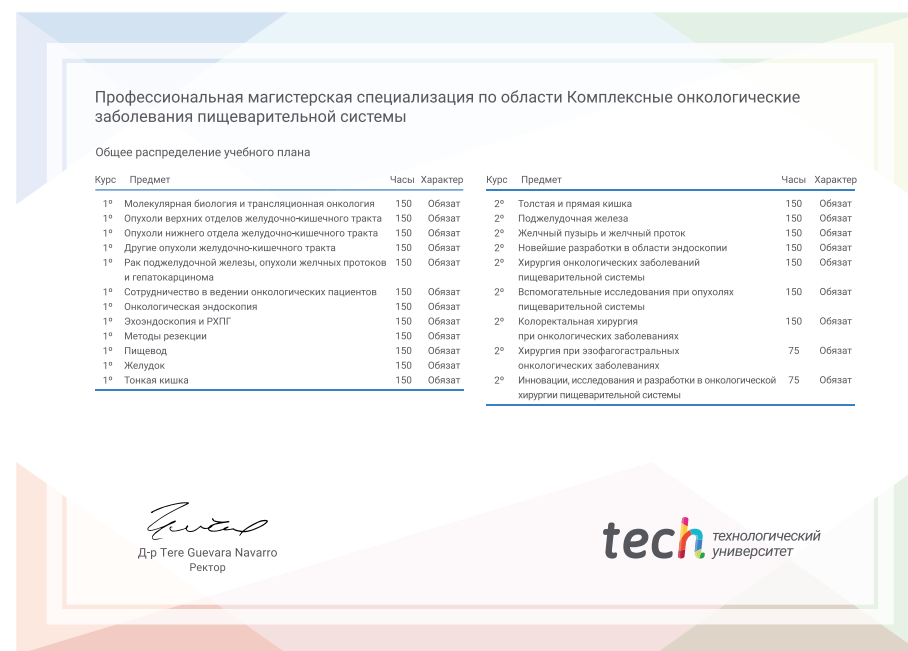 Профессиональная магистерская специализация по области Комплексные онкологические
заболевания пищеварительной системы
Общее распределение учебного плана
Курс Предмет Часы Характер
1º Молекулярная биология и трансляционная онкология 150 Обязат
1º Опухоли верхних отделов желудочно-кишечного тракта 150 Обязат
1º Опухоли нижнего отдела желудочно-кишечного тракта 150 Обязат
1º Другие опухоли желудочно-кишечного тракта 150 Обязат
1º Рак поджелудочной железы, опухоли желчных протоков 150 Обязат
и гепатокарцинома
1º Сотрудничество в ведении онкологических пациентов 150 Обязат
1º Онкологическая эндоскопия 150 Обязат
1º Эхоэндоскопия и РХПГ 150 Обязат
1º Методы резекции 150 Обязат
1º Пищевод 150 Обязат
1º Желудок 150 Обязат
1º Тонкая кишка 150 Обязат
Курс Предмет Часы Характер
2º Толстая и прямая кишка 150 Обязат
2º Поджелудочная железа 150 Обязат
2º Желчный пузырь и желчный проток 150 Обязат
2º Новейшие разработки в области эндоскопии 150 Обязат
2º Хирургия онкологических заболеваний 150 Обязат
пищеварительной системы
2º Вспомогательные исследования при опухолях 150 Обязат
пищеварительной системы
2º Колоректальная хирургия 150 Обязат
при онкологических заболеваниях
2º Хирургия при эзофагогастральных 75 Обязат
онкологических заболеваниях
2º Инновации, исследования и разработки в онкологической 75 Обязат
хирургии пищеварительной системы
Д-р Tere Guevara Navarro
Ректор
tech технологический
университет